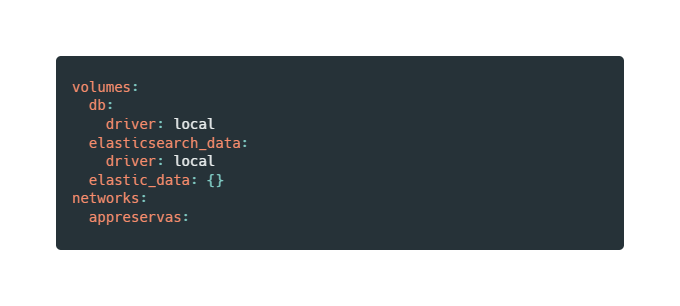 volumes:
  db:
    driver: local
  elasticsearch_data:
    driver: local
  elastic_data: {}
networks:
  appreservas: